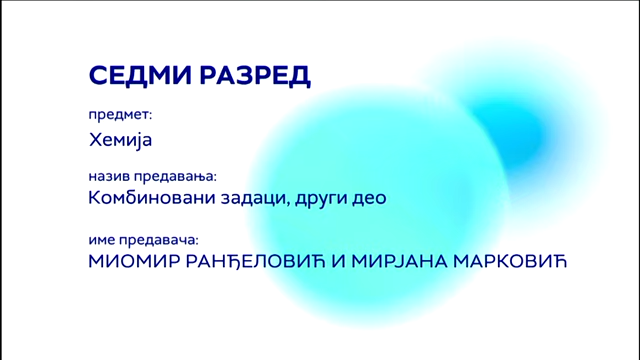 СЕДМИ РАЗРЕД
предмет:
Хемија
назив предавања:
Комбиновани задаци, други део
име предавача:
МИОМИР РАНЂЕЛОВИЋ И МИРЈАНА МАРКОВИЋ